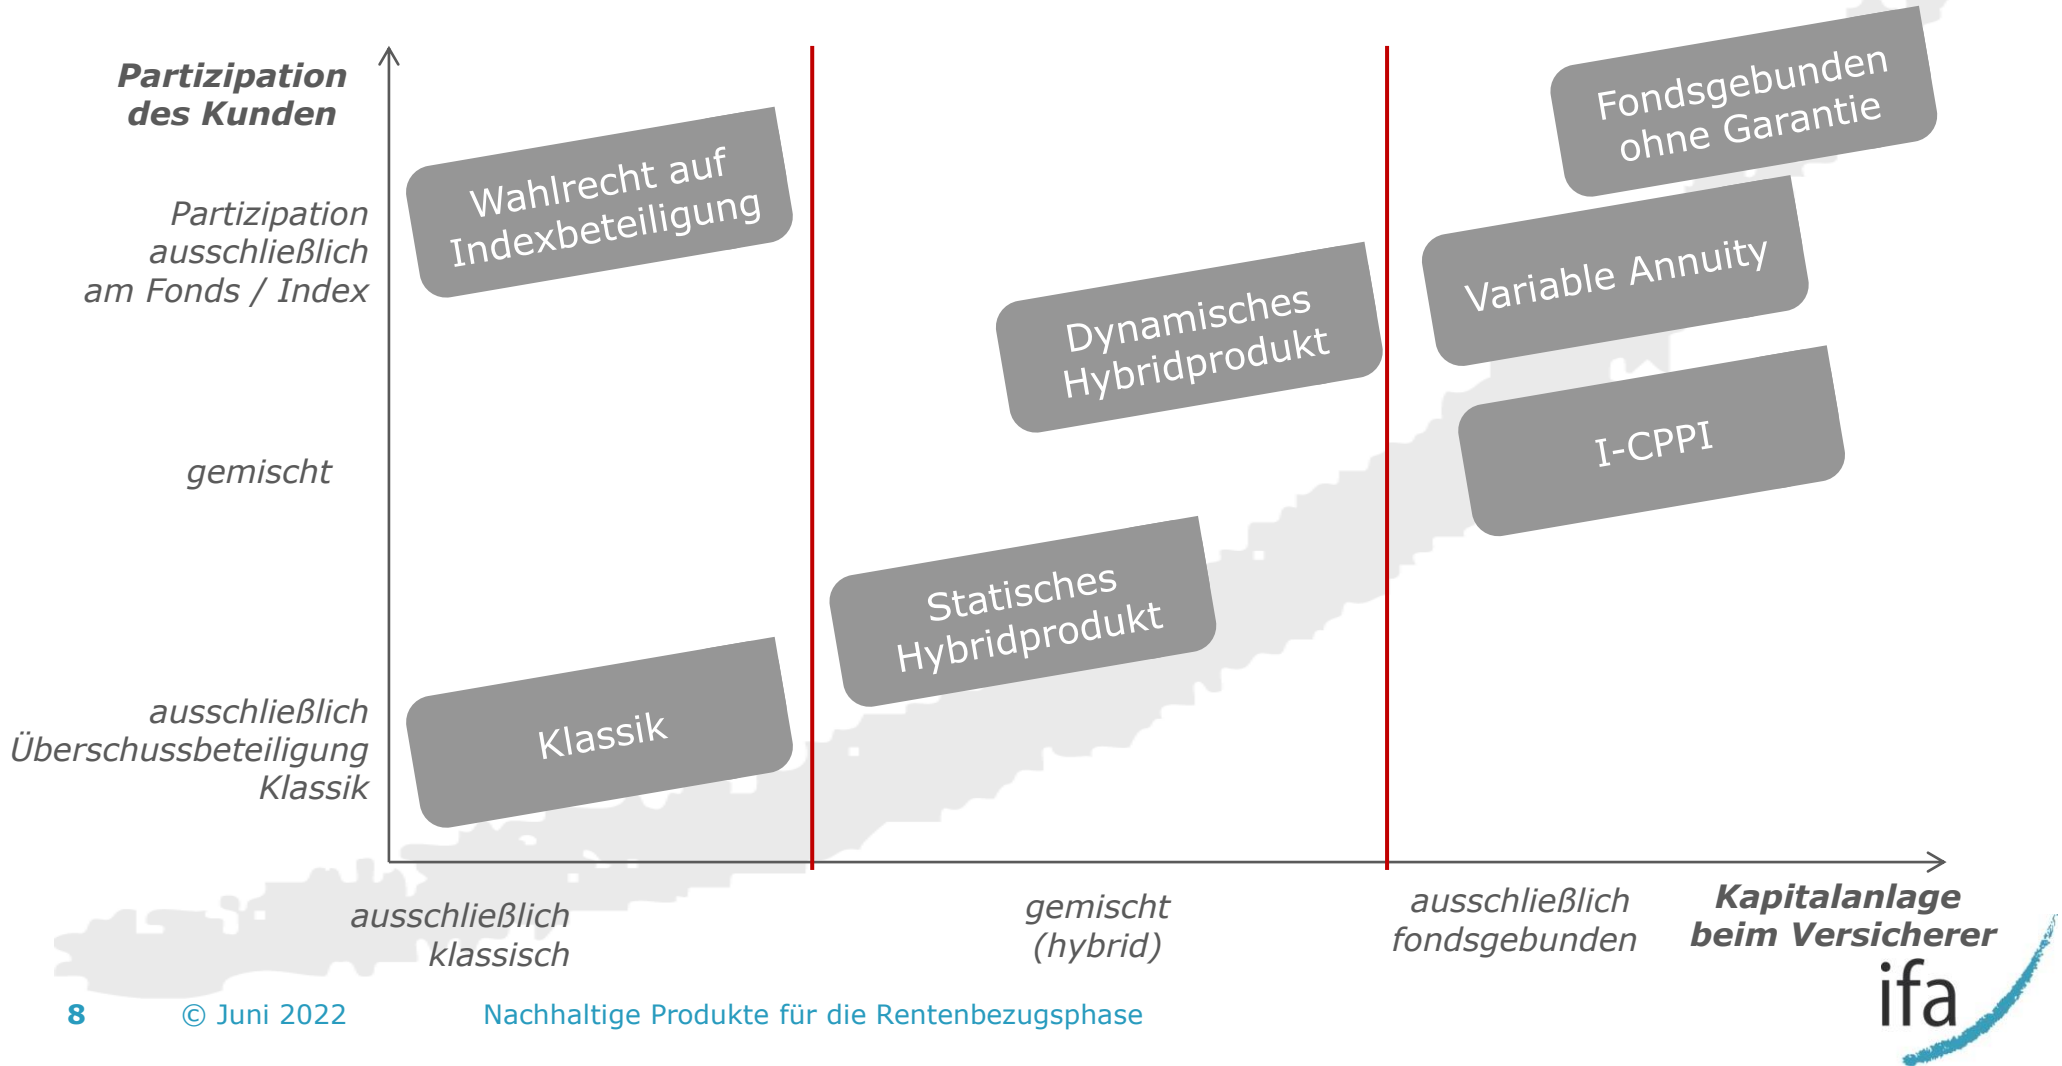 Partizipation
des Kunden
Fondsgebunden
ohne Garantie
Wahlrecht auf
Indexbeteiligung
Partizipation
ausschließlich
am Fonds / Index
Variable Annuity
Dynamisches
Hybridprodukt
I-CPPI
gemischt
Statisches
Hybridprodukt
ausschließlich
Überschussbeteiligung
Klassik
Klassik
ausschließlich
klassisch
gemischt
(hybrid)
ausschließlich
fondsgebunden
Kapitalanlage
beim Versicherer
ifa
8 © Juni 2022 Nachhaltige Produkte für die Rentenbezugsphase